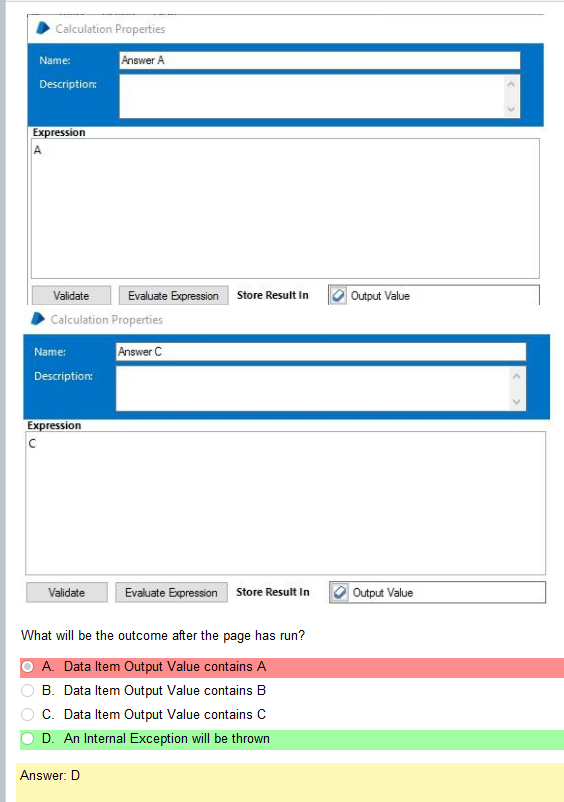 Calculation Properties
Name: Answer A
Description:
Expression
A
Validate Evaluate Expression Store Result In Output Value
Calculation Properties
Name: Answer C
Description:
Expression
C
Validate Evaluate Expression Store Result In Output Value
What will be the outcome after the page has run?
A. Data Item Output Value contains A
B. Data Item Output Value contains B
C. Data Item Output Value contains C
D. An Internal Exception will be thrown
Answer: D